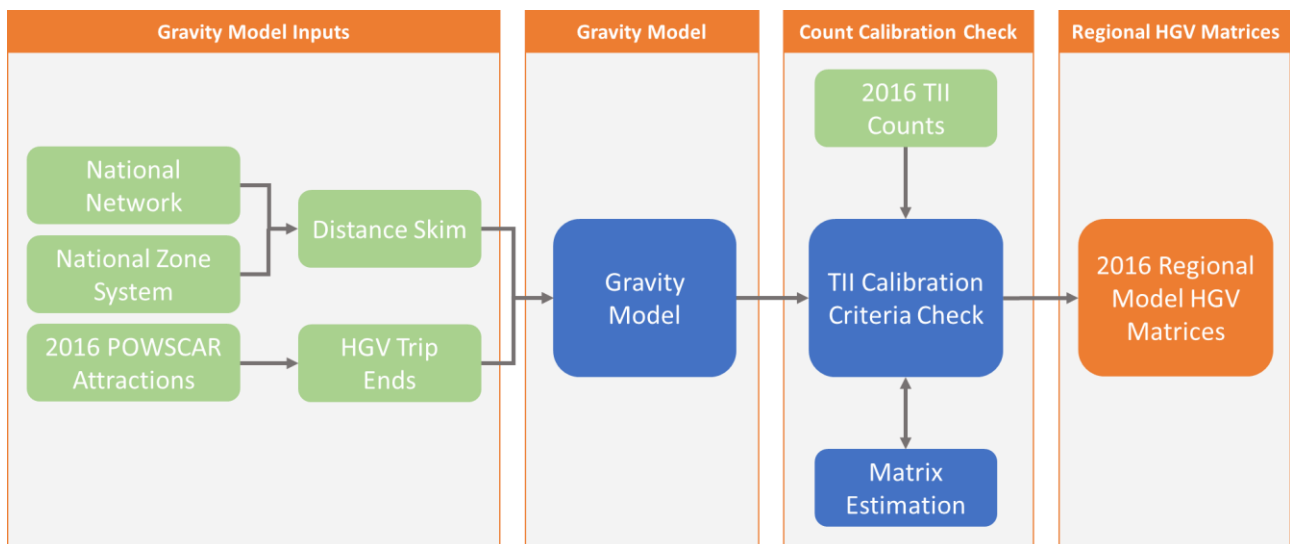 Gravity Model Inputs
National
Network
National Zone
System
2016 POWSCAR
Attractions
Distance Skim
HGV Trip
Ends
Gravity Model
Gravity
Model
Count Calibration Check
2016 TII
Counts
TII Calibration
Criteria Check
Matrix
Estimation
Regional HGV Matrices
2016 Regional
Model HGV
Matrices